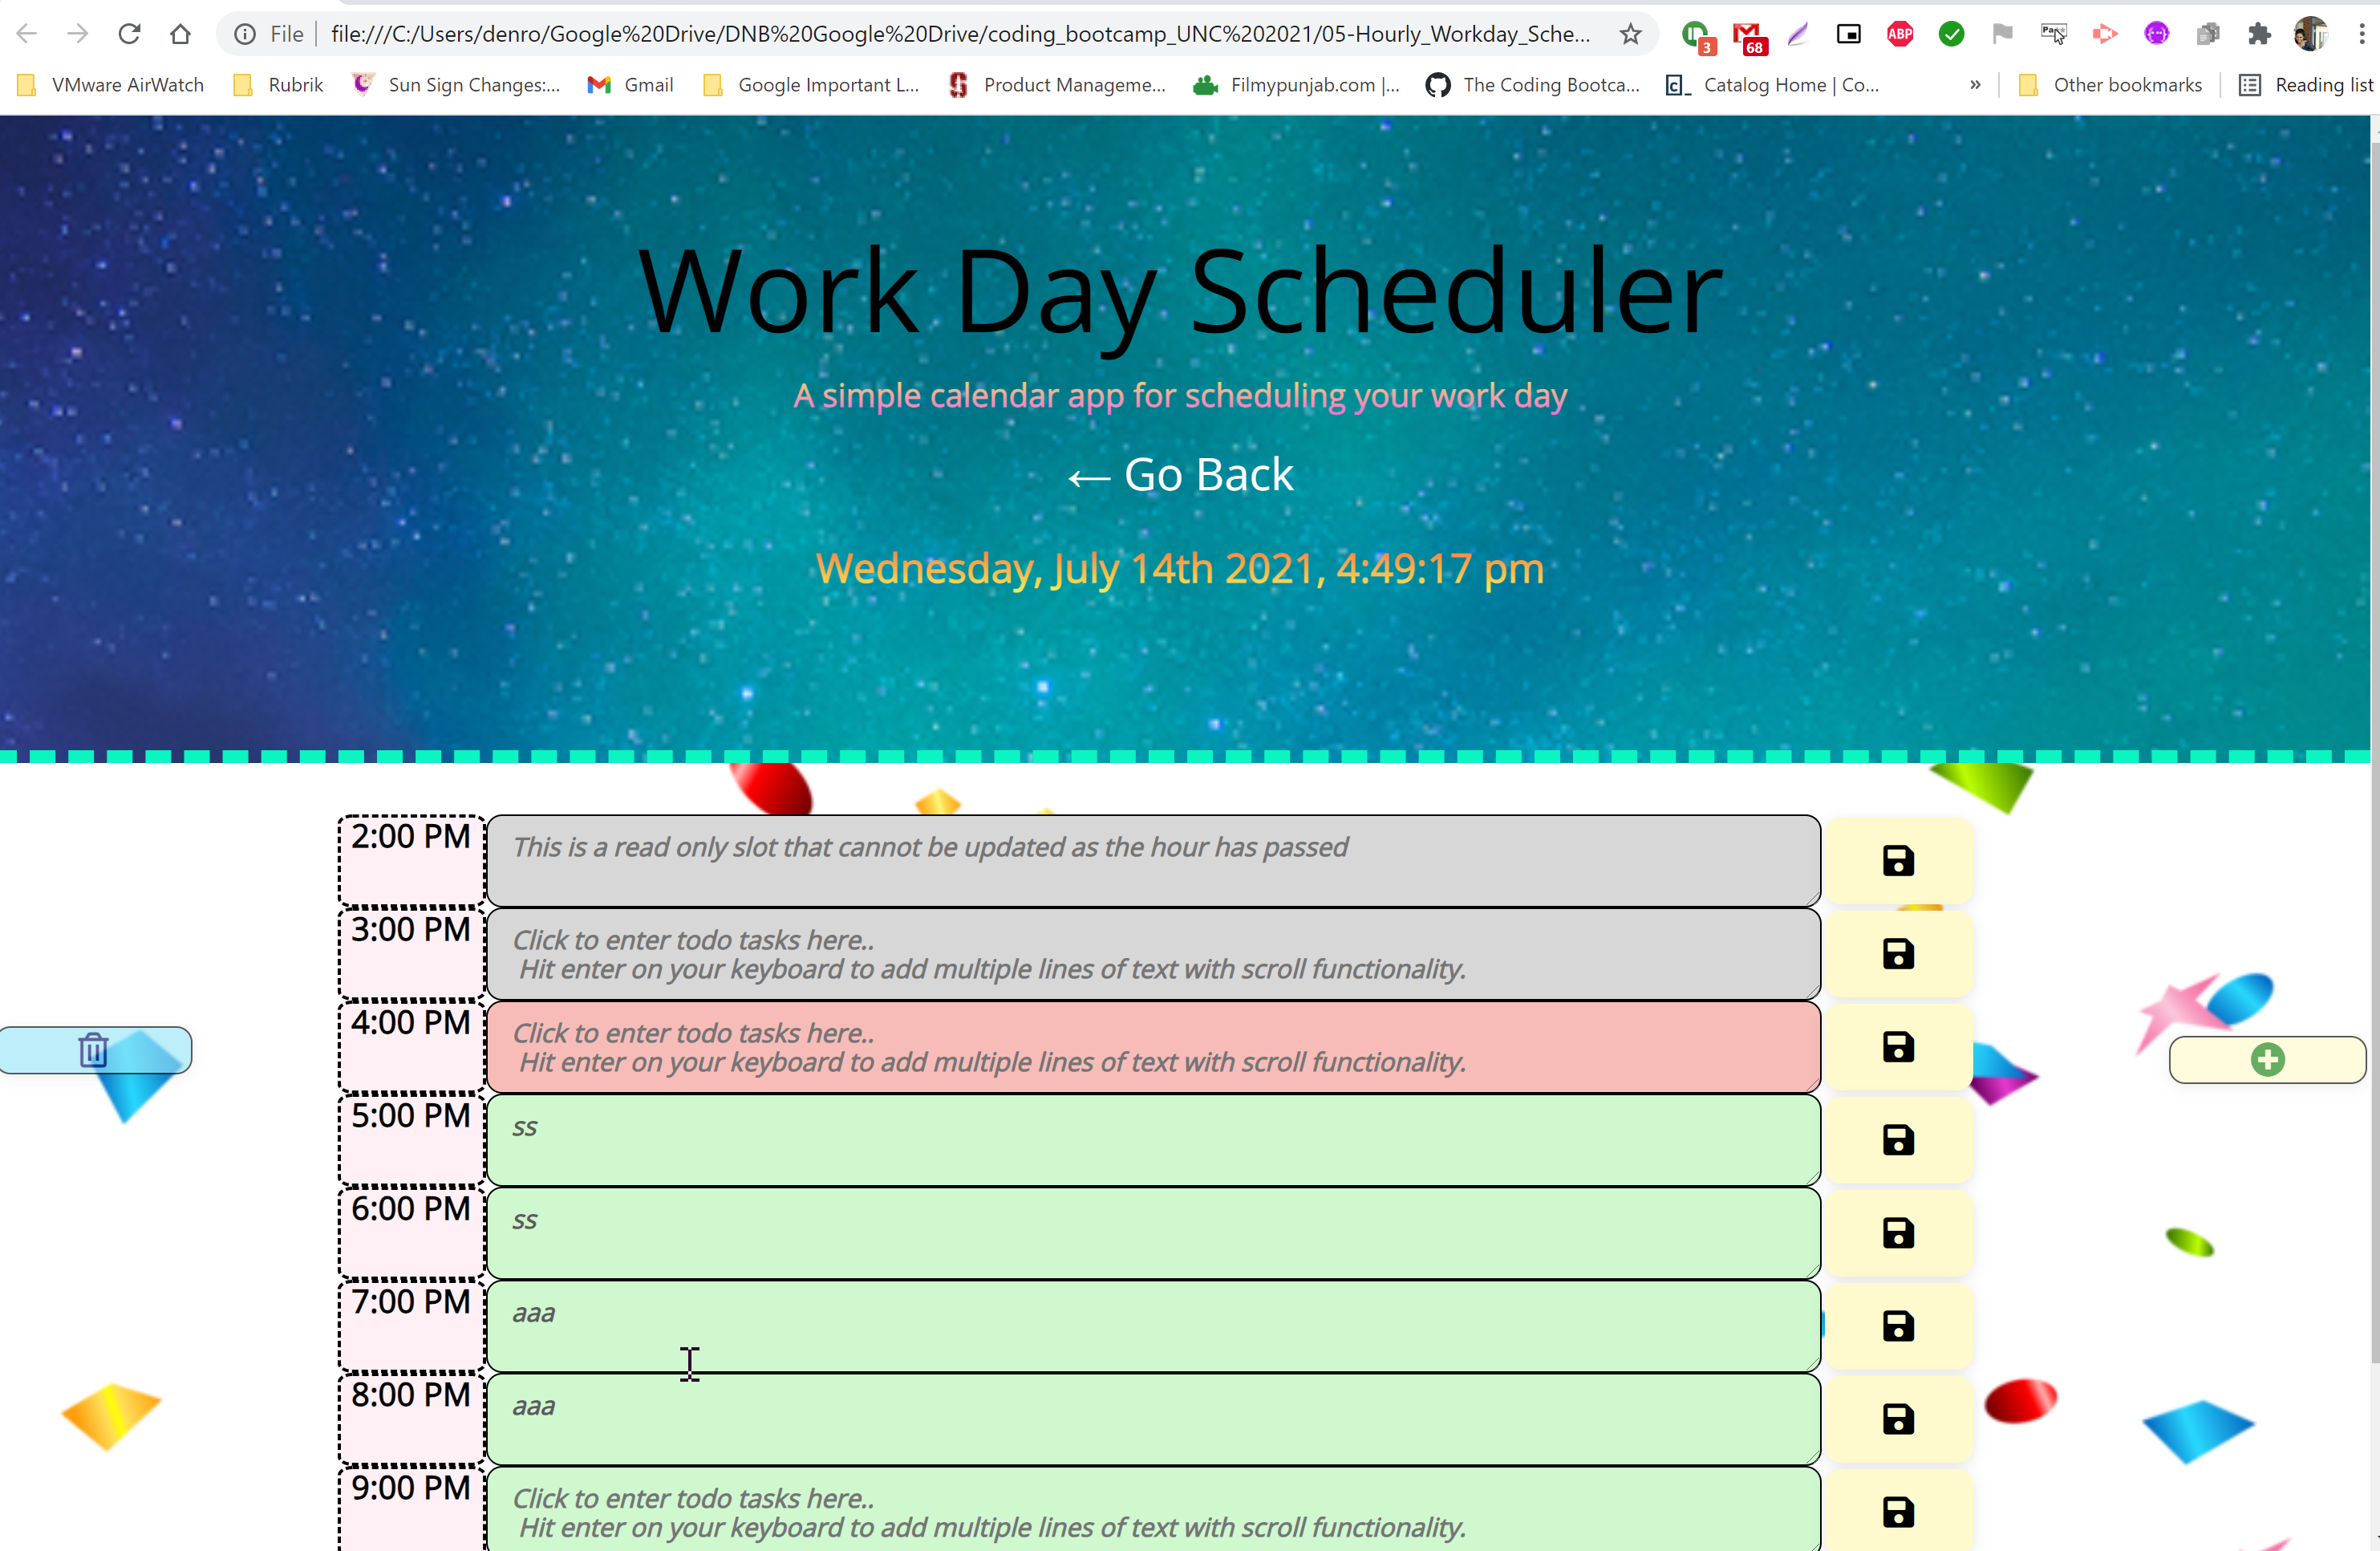 File
file:///C:/Users/denro/Google%20Drive/DNB%20Google%20Drive/coding_bootcamp_UNC%202021/05-Hourly_Workday_Sche...
3
68
ABP
VMware AirWatch
Rubrik
Sun Sign Changes:...
Gmail
Google Important L...
Product Manageme...
Filmypunjab.com |...
The Coding Bootca...
Catalog Home | Co...
»
Other bookmarks
Reading list
Work Day Scheduler
A simple calendar app for scheduling your work day
← Go Back
Wednesday, July 14th 2021, 4:49:17 pm
2:00 PM
This is a read only slot that cannot be updated as the hour has passed
3:00 PM
Click to enter todo tasks here..
Hit enter on your keyboard to add multiple lines of text with scroll functionality.
4:00 PM
Click to enter todo tasks here..
Hit enter on your keyboard to add multiple lines of text with scroll functionality.
5:00 PM
ss
6:00 PM
ss
7:00 PM
aaa
8:00 PM
aaa
9:00 PM
Click to enter todo tasks here..
Hit enter on your keyboard to add multiple lines of text with scroll functionality.